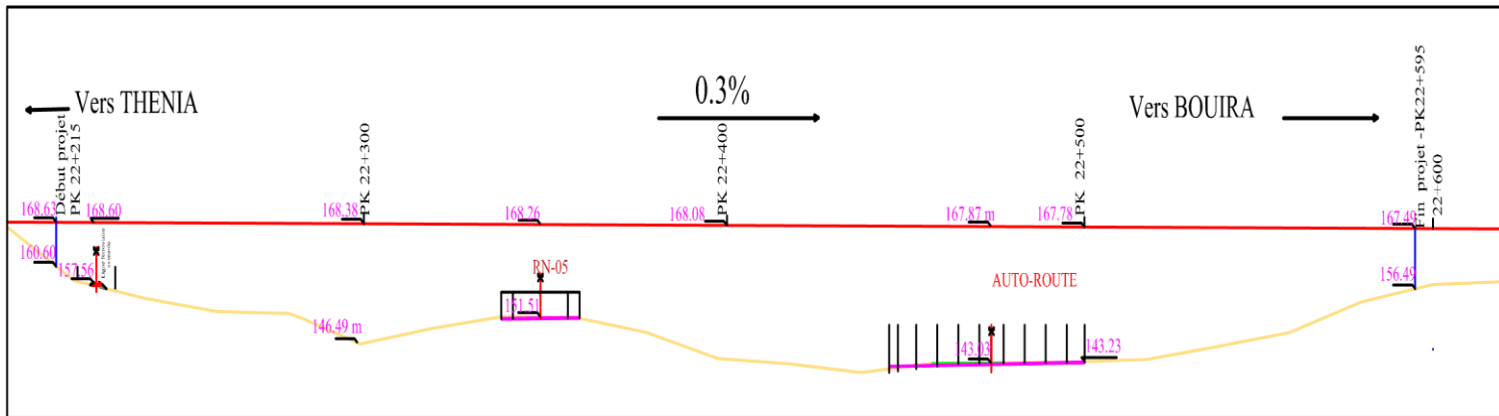 Vers THENIA
0.3%
Vers BOUIRA
Début projet
PK 22+215
PK 22+300
PK 22+400
PK 22+500
Fin projet -PK22+595
22+600
168.63
168.60
168.38
168.26
168.08
167.87 m
167.78
167.49
160.60
157.56
Ligne ferroviaire
existante
RN-05
AUTO-ROUTE
156.49
151.51
146.49 m
143.03
143.23